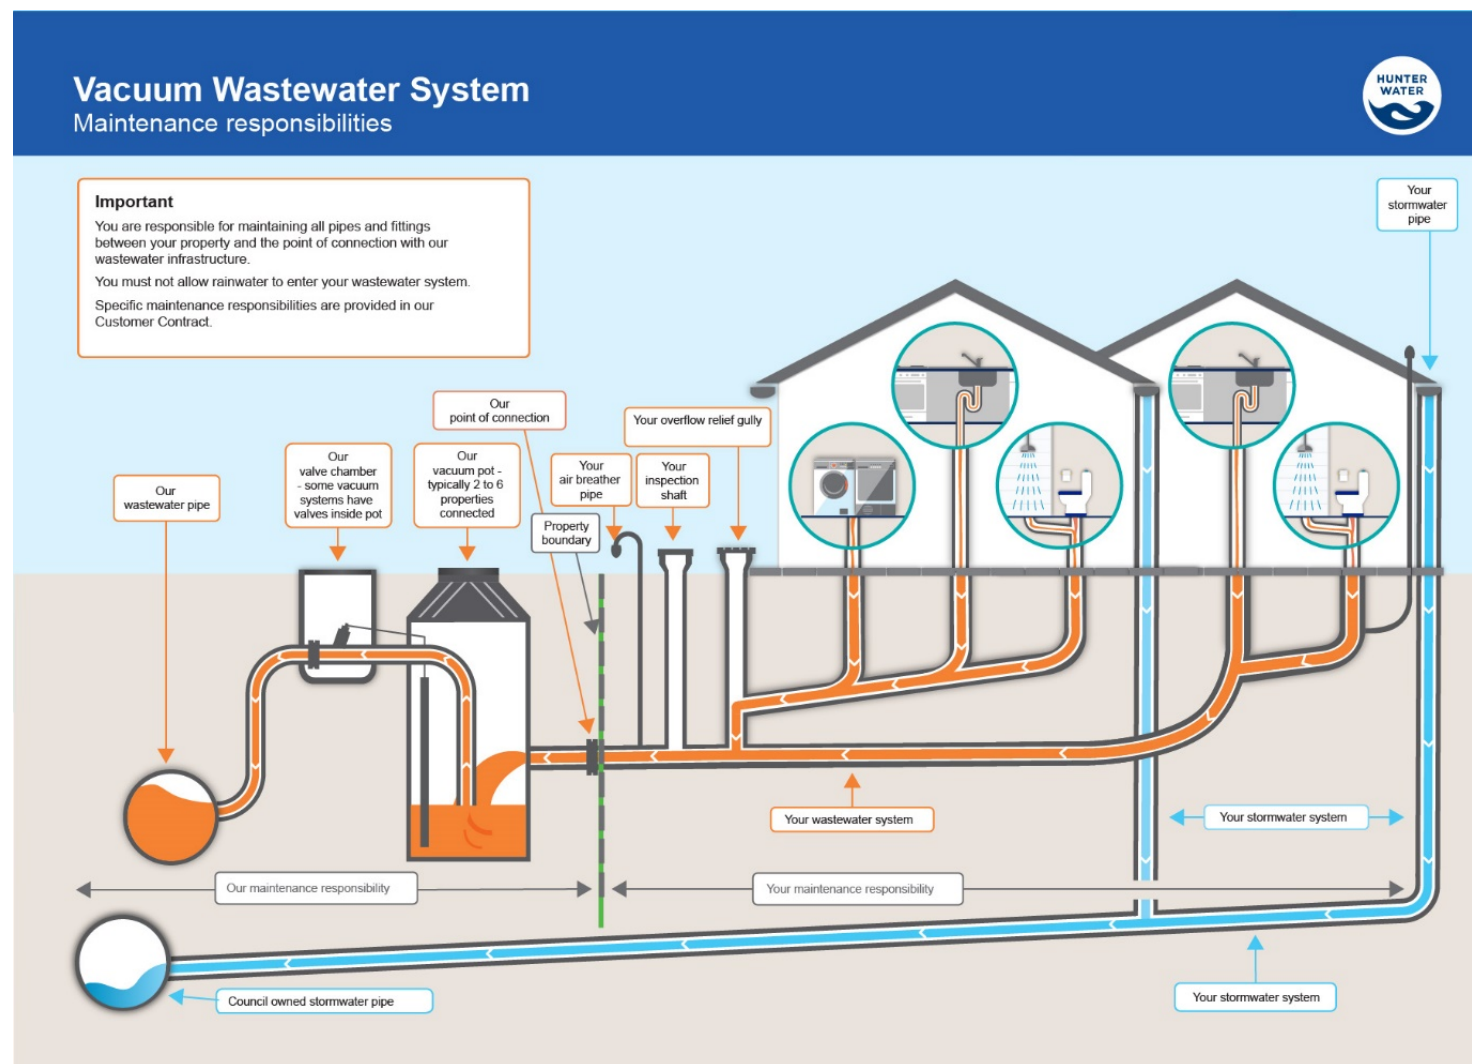 Vacuum Wastewater System
Maintenance responsibilities
HUNTER
WATER
Important
You are responsible for maintaining all pipes and fittings
between your property and the point of connection with our
wastewater infrastructure.
You must not allow rainwater to enter your wastewater system.
Specific maintenance responsibilities are provided in our
Customer Contract.
Your
stormwater
pipe
Our
point of connection
Your overflow relief gully
Our
wastewater pipe
Our
valve chamber
- some vacuum
systems have
valves inside pot
Our
vacuum pot -
typically 2 to 6
properties
connected
Your
air breather
pipe
Your
inspection
shaft
Property
boundary
Your wastewater system
Your stormwater system
Our maintenance responsibility
Your maintenance responsibility
Council owned stormwater pipe
Your stormwater system